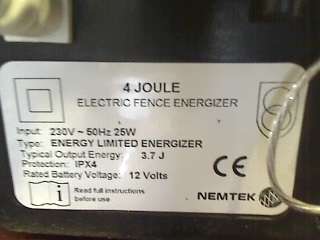 4 JOULE
ELECTRIC FENCE ENERGIZER
Input: 230V ~ 50Hz 25W
Type: ENERGY LIMITED ENERGIZER
Typical Output Energy: 3.7 J
Protection: IPX4
Rated Battery Voltage: 12 Volts
CE
Read full instructions
before use
NEMTEK